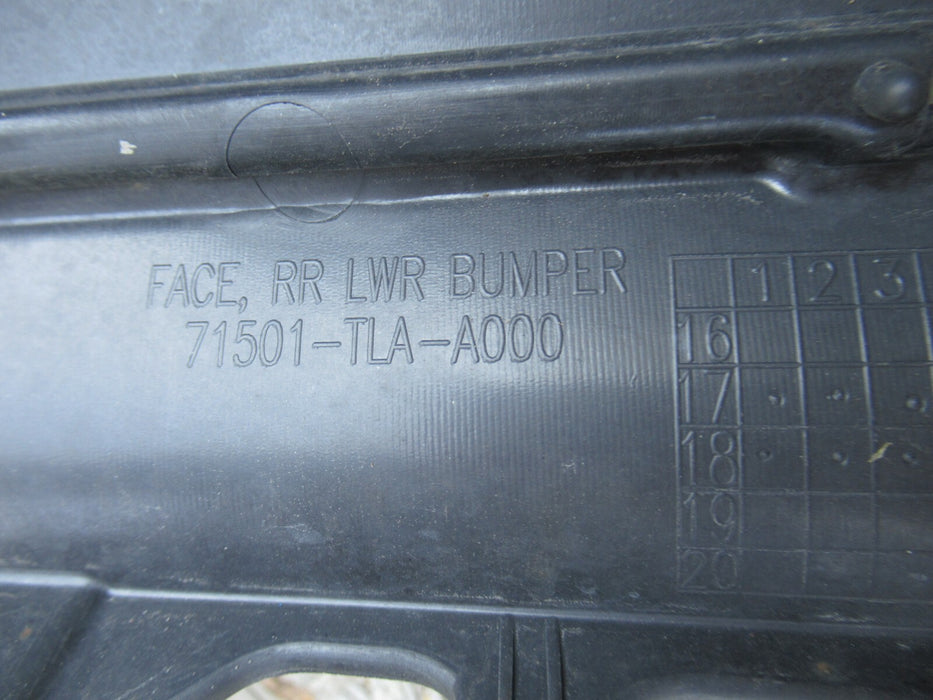 FACE, RR LWR BUMPER
71501-TLA-A000
1 2 3
16
17
18
19
20